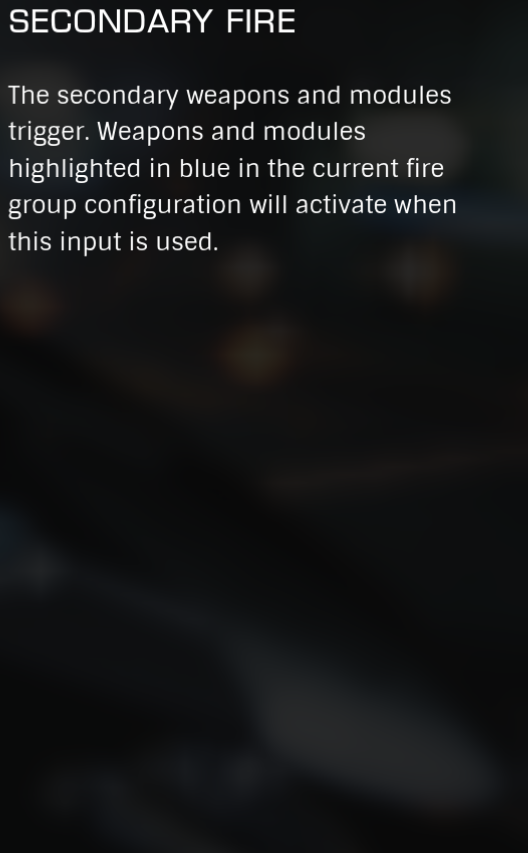 SECONDARY FIRE
The secondary weapons and modules
trigger. Weapons and modules
highlighted in blue in the current fire
group configuration will activate when
this input is used.